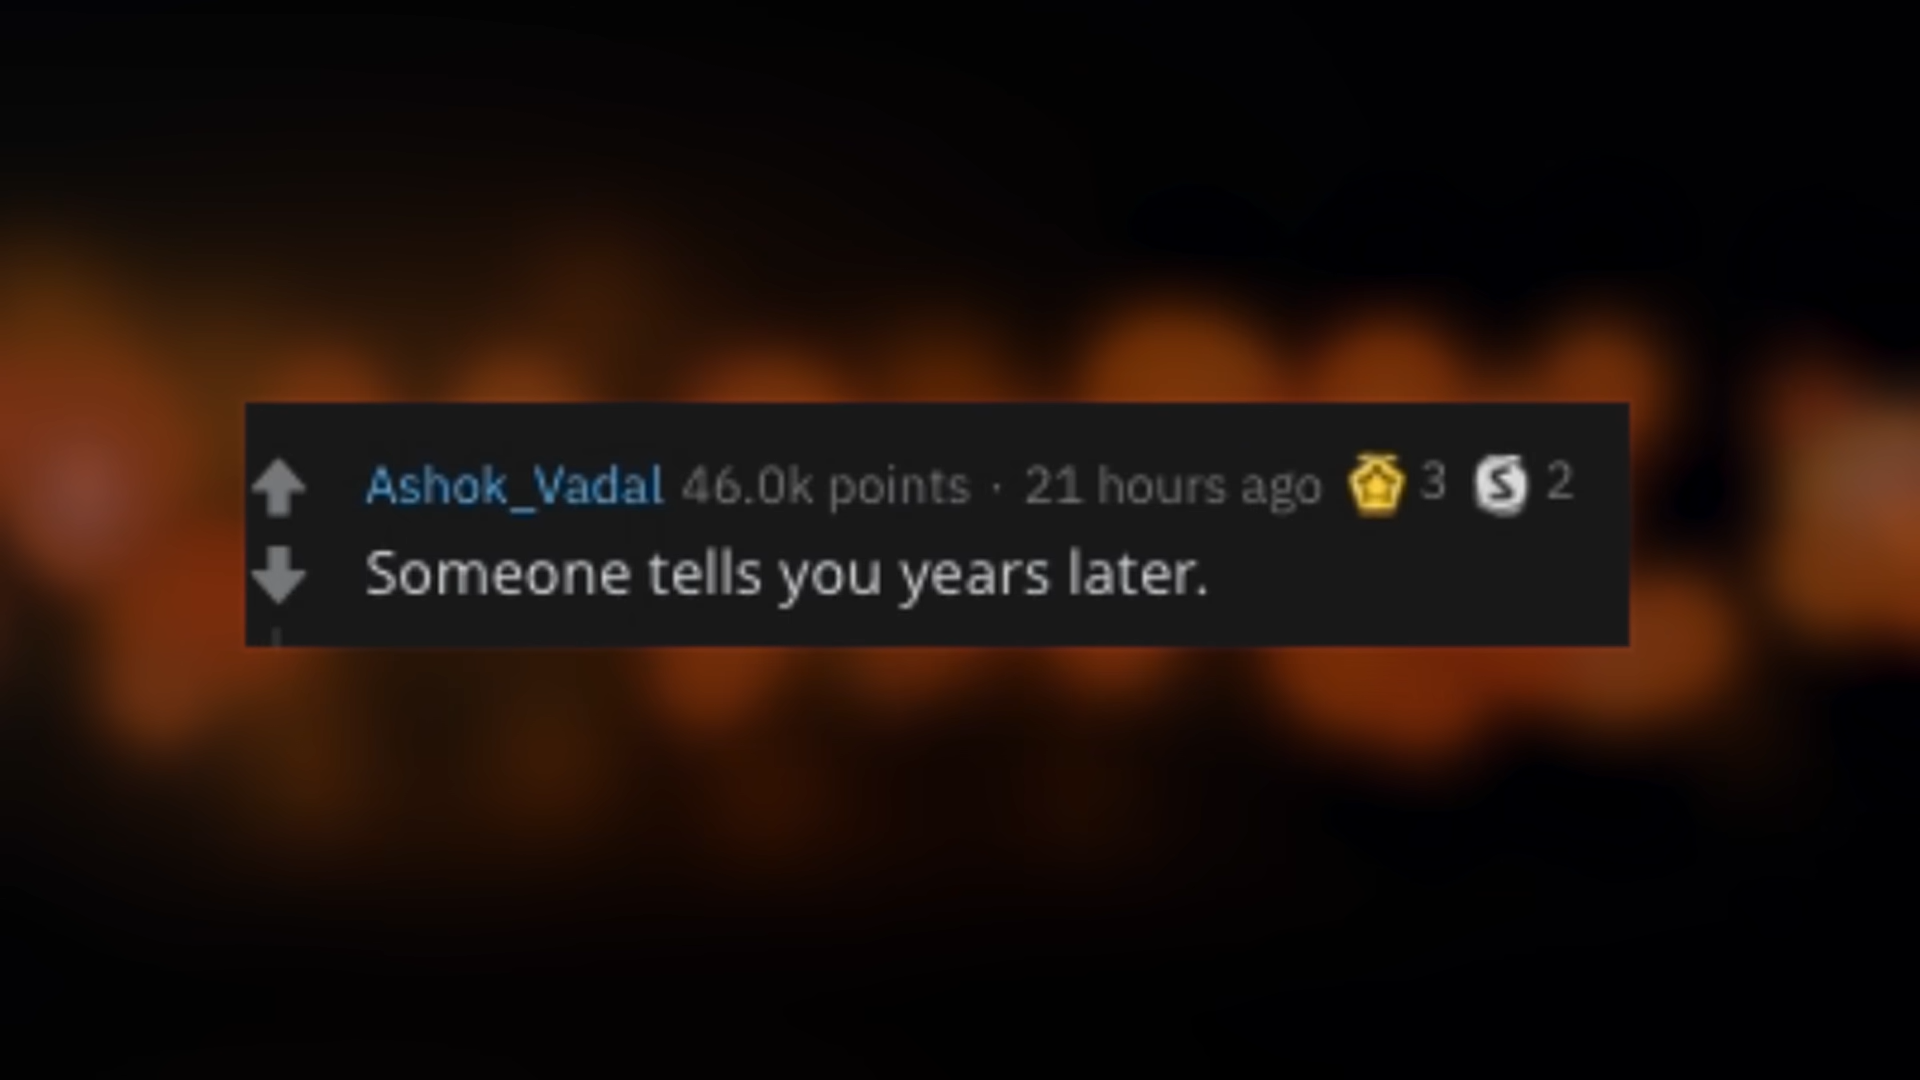 Ashok_Vadal 46.0k points · 21 hours ago 3 S 2
Someone tells you years later.